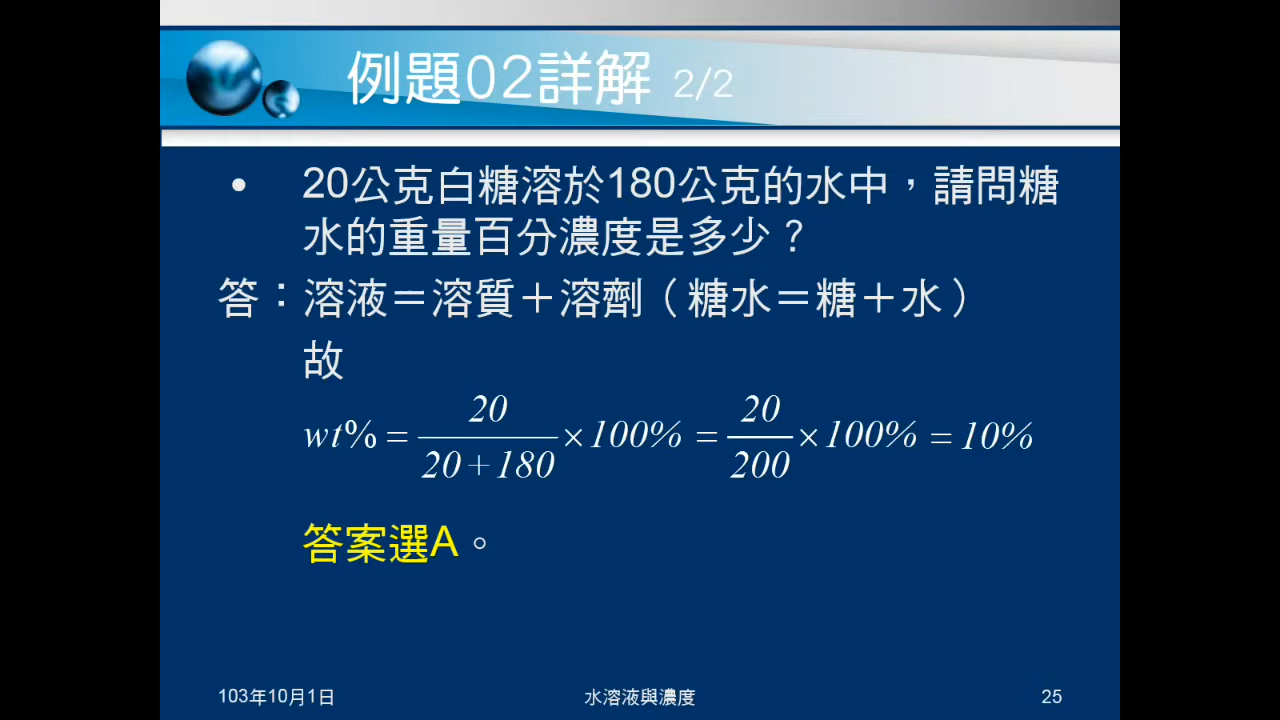 例題02詳解 2/2
• 20公克白糖溶於180公克的水中，請問糖
水的重量百分濃度是多少？
答：溶液＝溶質＋溶劑（糖水＝糖＋水）
故
wt% = 20/(20+180) ×100% = 20/200 ×100% = 10%
答案選A。
103年10月1日 水溶液與濃度 25